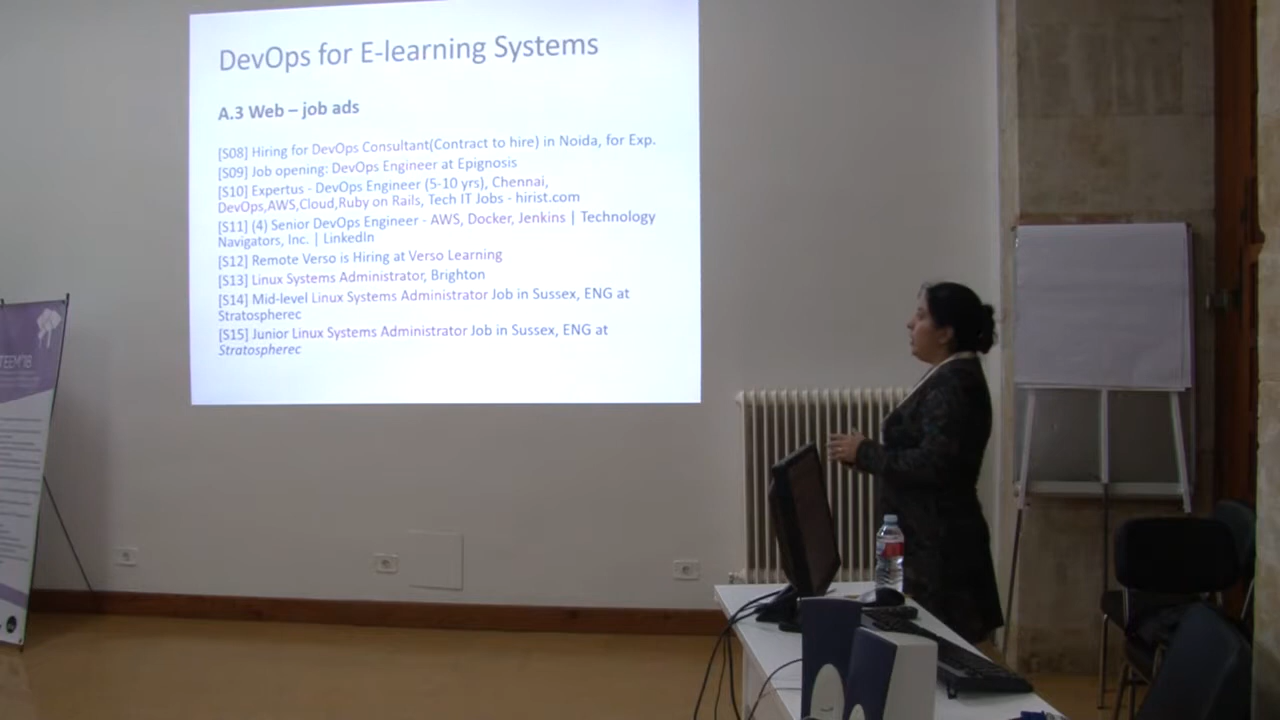 DevOps for E-learning Systems
A.3 Web – job ads
[S08] Hiring for DevOps Consultant(Contract to hire) in Noida, for Exp.
[S09] Job opening: DevOps Engineer at Epignosis
[S10] Expertus - DevOps Engineer (5-10 yrs), Chennai,
DevOps,AWS,Cloud,Ruby on Rails, Tech IT Jobs - hirist.com
[S11] (4) Senior DevOps Engineer - AWS, Docker, Jenkins | Technology
Navigators, Inc. | LinkedIn
[S12] Remote Verso is Hiring at Verso Learning
[S13] Linux Systems Administrator, Brighton
[S14] Mid-level Linux Systems Administrator Job in Sussex, ENG at
Stratospherec
[S15] Junior Linux Systems Administrator Job in Sussex, ENG at
Stratospherec
TEEM'18